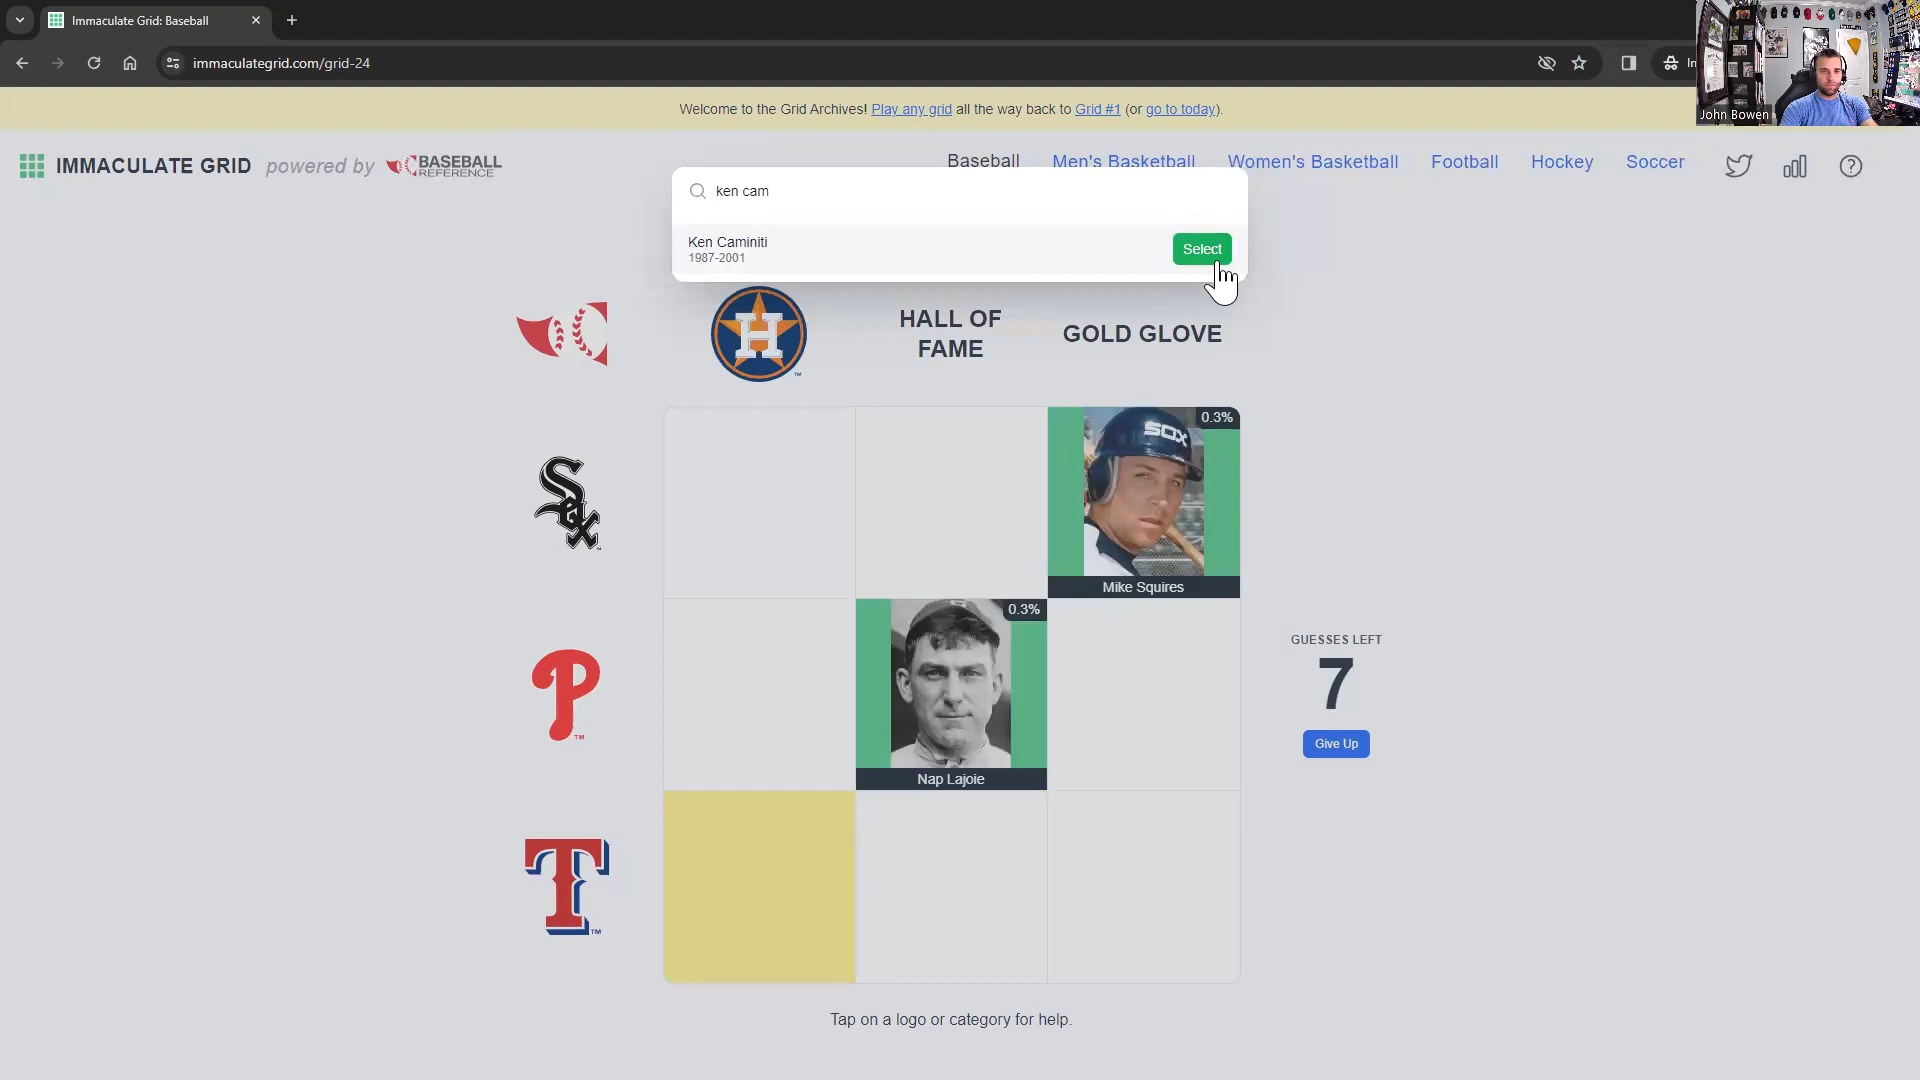 Immaculate Grid: Baseball
immaculategrid.com/grid-24
In
John Bowen
Welcome to the Grid Archives! Play any grid all the way back to Grid #1 (or go to today).
IMMACULATE GRID powered by BASEBALL REFERENCE
Baseball Men's Basketball Women's Basketball Football Hockey Soccer
ken cam
Ken Caminiti
1987-2001
Select
H
HALL OF
FAME
GOLD GLOVE
Sox
0.3%
SOX
Mike Squires
P
0.3%
Nap Lajoie
GUESSES LEFT
7
Give Up
T
Tap on a logo or category for help.